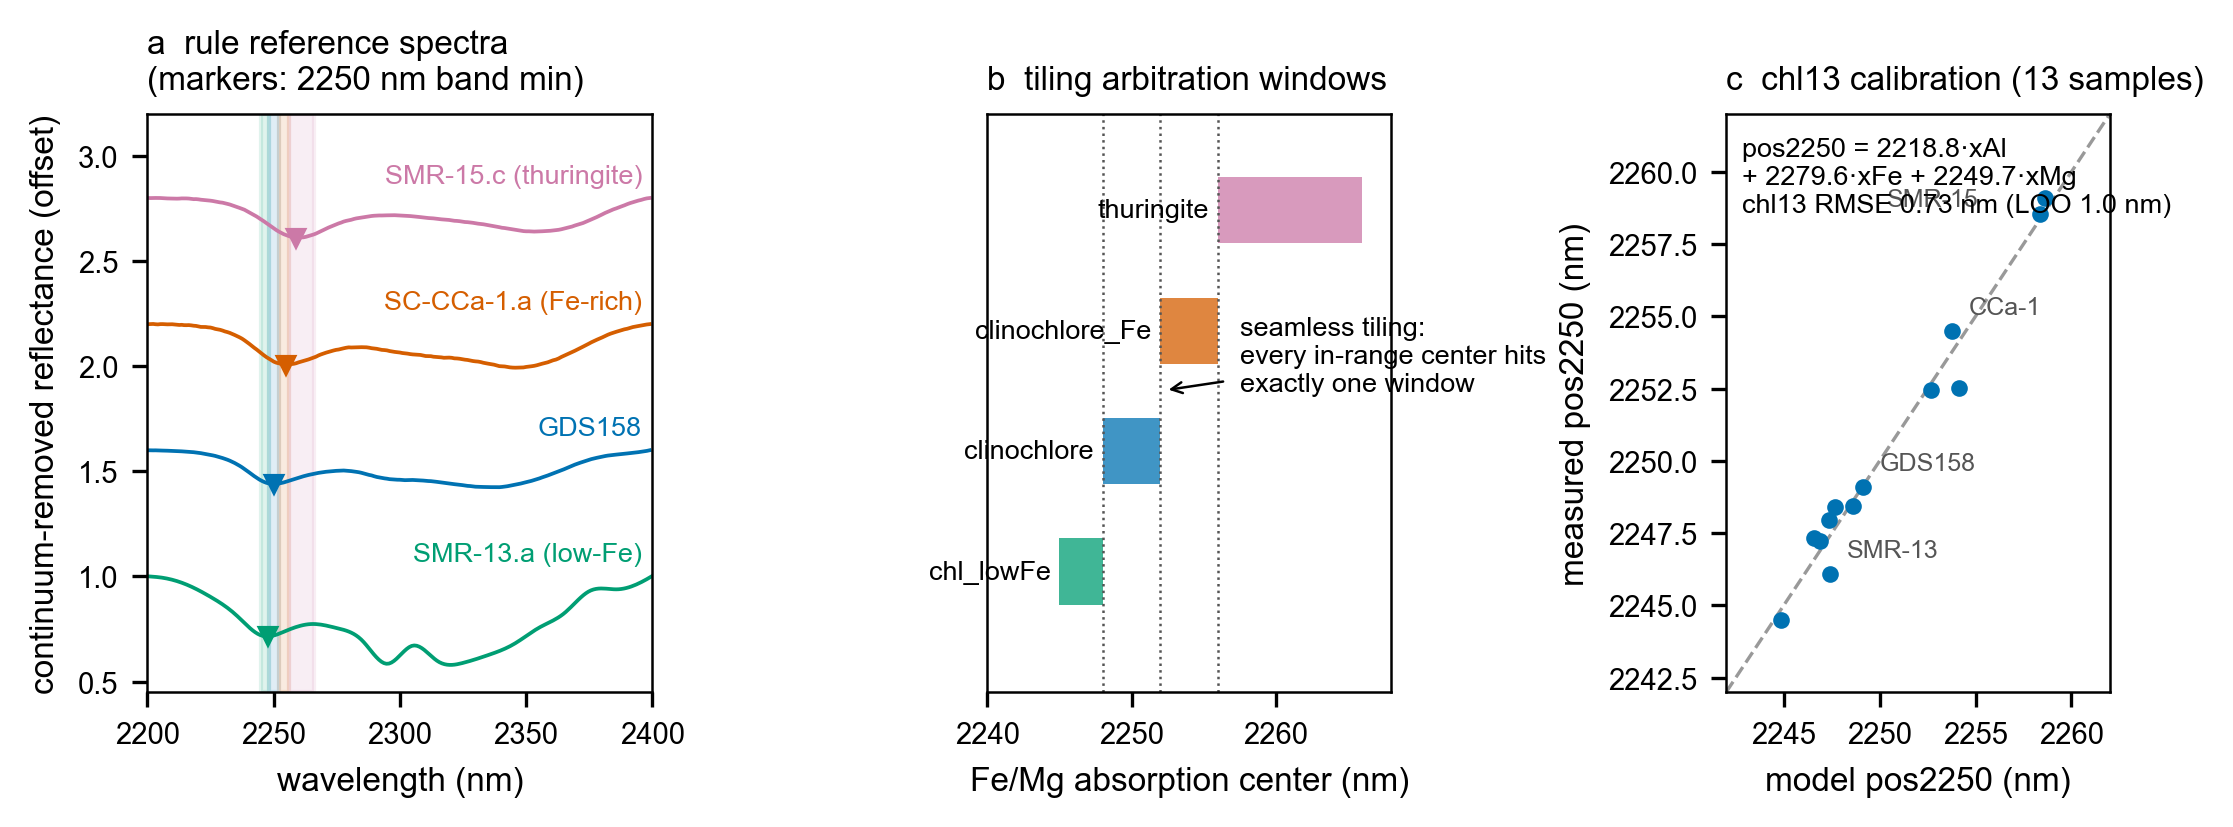 a  rule reference spectra
(markers: 2250 nm band min)
continuum-removed reflectance (offset)
3.0
2.5
2.0
1.5
1.0
0.5
SMR-15.c (thuringite)
SC-CCa-1.a (Fe-rich)
GDS158
SMR-13.a (low-Fe)
2200
2250
2300
2350
2400
wavelength (nm)
b  tiling arbitration windows
thuringite
clinochlore_Fe
seamless tiling:
every in-range center hits
exactly one window
clinochlore
chl_lowFe
2240
2250
2260
Fe/Mg absorption center (nm)
c  chl13 calibration (13 samples)
measured pos2250 (nm)
2260.0
2257.5
2255.0
2252.5
2250.0
2247.5
2245.0
2242.5
pos2250 = 2218.8·xAl
+ 2279.6·xFe + 2249.7·xMg
SMR-15
chl13 RMSE 0.73 nm (LOO 1.0 nm)
CCa-1
GDS158
SMR-13
2245
2250
2255
2260
model pos2250 (nm)